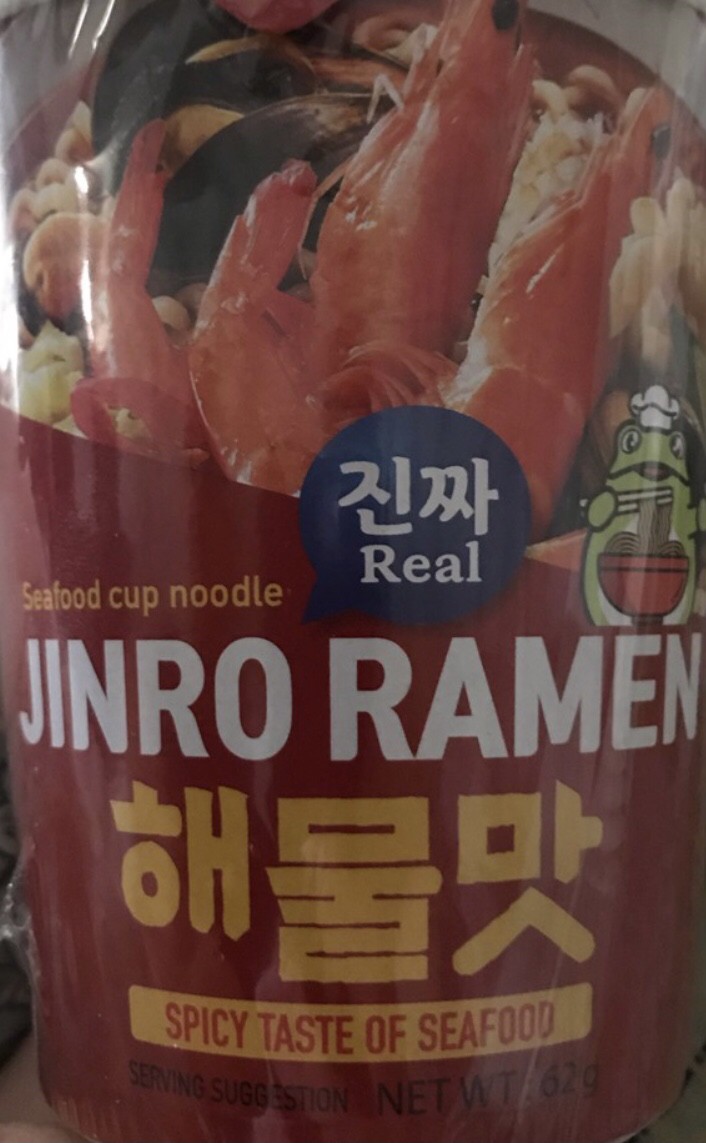 진짜
Real
Seafood cup noodle
JINRO RAMEN
해물맛
SPICY TASTE OF SEAFOOD
SERVING SUGGESTION NET WT. 62g